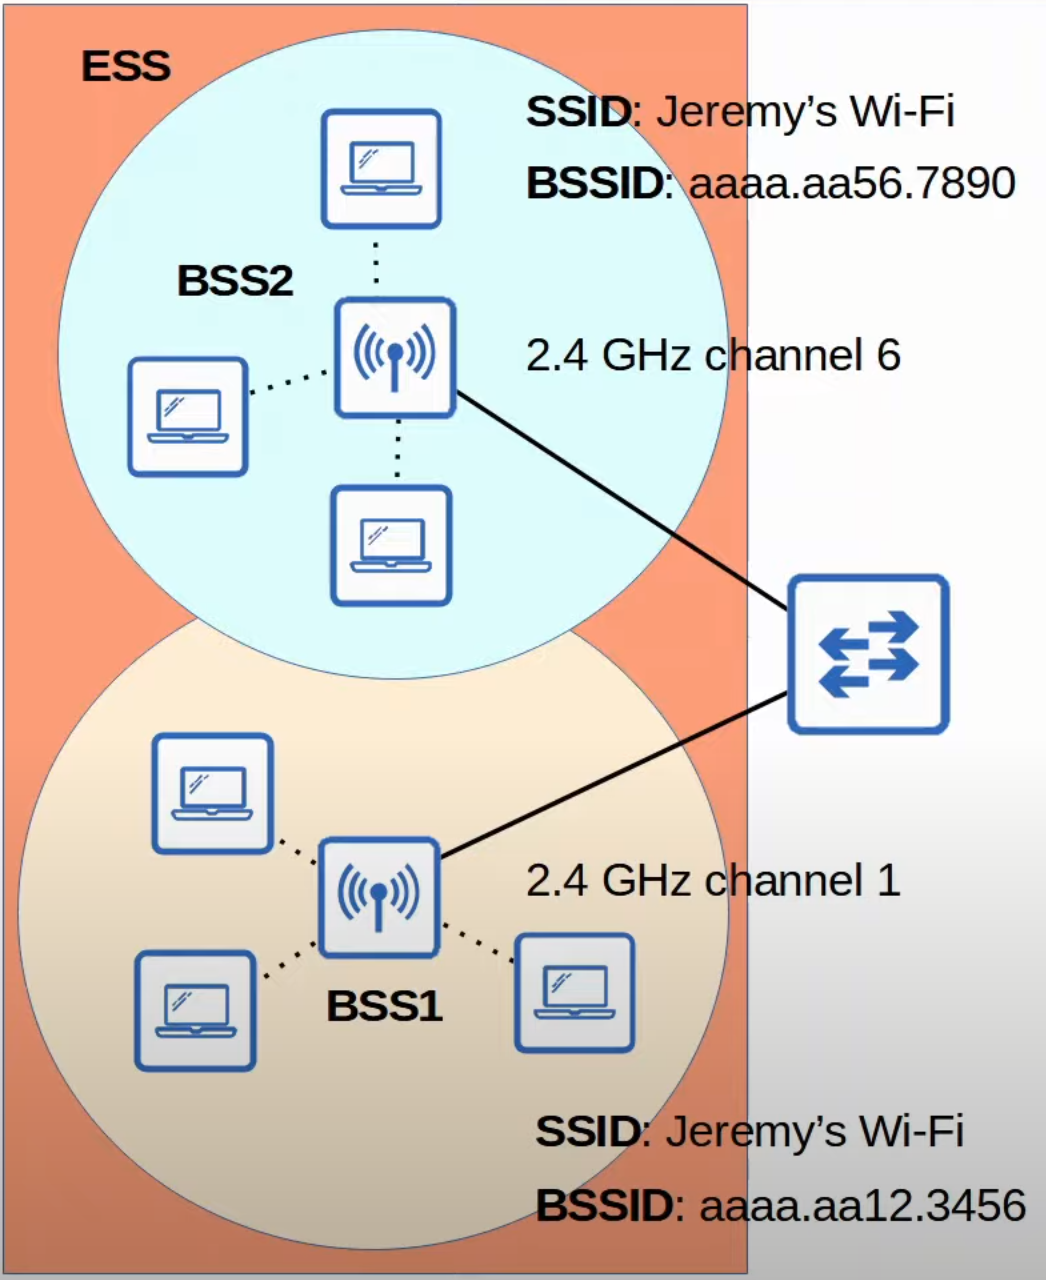 ESS
SSID: Jeremy’s Wi-Fi
BSSID: aaaa.aa56.7890
BSS2
2.4 GHz channel 6
2.4 GHz channel 1
BSS1
SSID: Jeremy’s Wi-Fi
BSSID: aaaa.aa12.3456